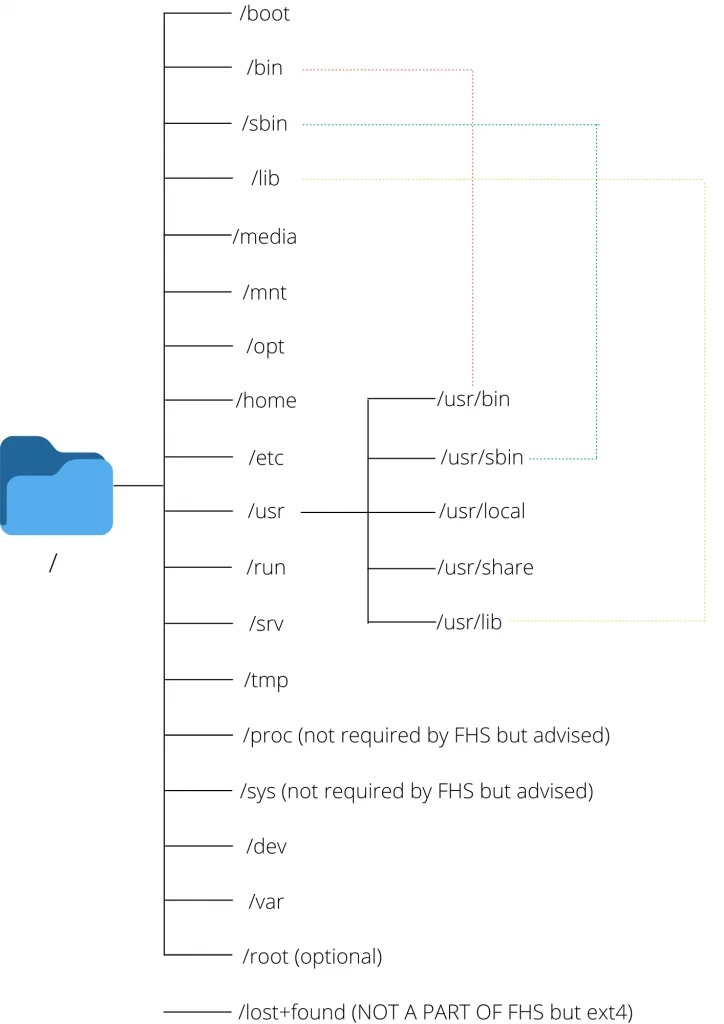 /boot
/bin
/sbin
/lib
/media
/mnt
/opt
/home
/usr/bin
/etc
/usr/sbin
/usr
/usr/local
/
/run
/usr/share
/srv
/usr/lib
/tmp
/proc (not required by FHS but advised)
/sys (not required by FHS but advised)
/dev
/var
/root (optional)
/lost+found (NOT A PART OF FHS but ext4)